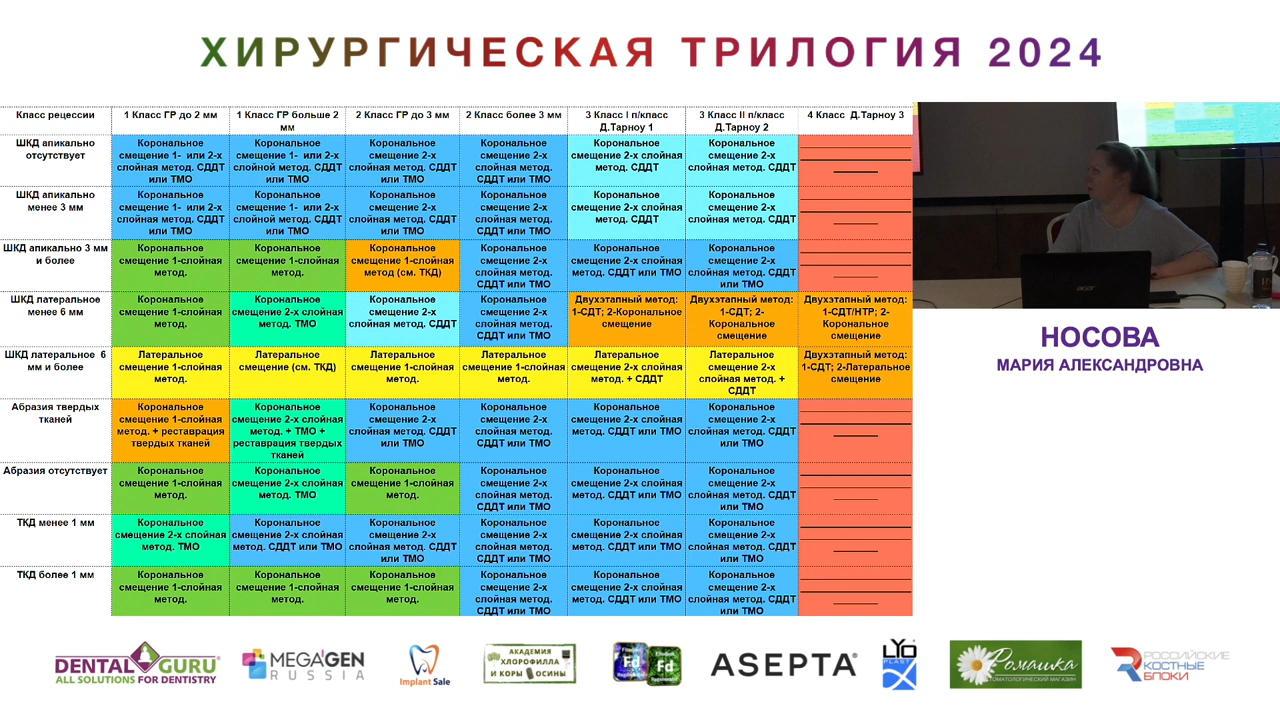 ХИРУРГИЧЕСКАЯ ТРИЛОГИЯ 2024
Класс рецессии
1 Класс ГР до 2 мм
1 Класс ГР больше 2
мм
2 Класс ГР до 3 мм
2 Класс более 3 мм
3 Класс I п/класс
Д.Тарноу 1
3 Класс II п/класс
Д.Тарноу 2
4 Класс Д.Тарноу 3
ШКД апикально
отсутствует
Корональное
смещение 1- или 2-х
слойная метод. СДДТ
или ТМО
Корональное
смещение 1- или 2-х
слойной метод. СДДТ
или ТМО
Корональное
смещение 2-х
слойная метод. СДДТ
или ТМО
Корональное
смещение 2-х
слойная метод.
СДДТ или ТМО
Корональное
смещение 2-х слойная
метод. СДДТ
Корональное
смещение 2-х
слойная метод. СДДТ
ШКД апикально
менее 3 мм
Корональное
смещение 1- или 2-х
слойная метод. СДДТ
или ТМО
Корональное
смещение 1- или 2-х
слойной метод. СДДТ
или ТМО
Корональное
смещение 2-х
слойная метод. СДДТ
или ТМО
Корональное
смещение 2-х
слойная метод.
СДДТ или ТМО
Корональное
смещение 2-х слойная
метод. СДДТ
Корональное
смещение 2-х
слойная метод. СДДТ
ШКД апикально 3 мм
и более
Корональное
смещение 1-слойная
метод.
Корональное
смещение 1-слойная
метод.
Корональное
смещение 1-слойная
метод (см. ТКД)
Корональное
смещение 2-х
слойная метод.
СДДТ или ТМО
Корональное
смещение 2-х слойная
метод. СДДТ или ТМО
Корональное
смещение 2-х
слойная метод. СДДТ
или ТМО
ШКД латеральное
менее 6 мм
Корональное
смещение 1-слойная
метод.
Корональное
смещение 2-х слойная
метод. ТМО
Корональное
смещение 2-х
слойная метод. СДДТ
Корональное
смещение 2-х
слойная метод.
СДДТ или ТМО
Двухэтапный метод:
1-СДТ; 2-Корональное
смещение
Двухэтапный метод:
1-СДТ; 2-
Корональное
смещение
Двухэтапный метод:
1-СДТ/НТР; 2-
Корональное
смещение
ШКД латеральное 6
мм и более
Латеральное
смещение 1-слойная
метод.
Латеральное
смещение (см. ТКД)
Латеральное
смещение 1-слойная
метод.
Латеральное
смещение 1-слойная
метод.
Латеральное
смещение 2-х слойная
метод. + СДДТ
Латеральное
смещение 2-х
слойная метод. +
СДДТ
Двухэтапный метод:
1-СДТ; 2-Латеральное
смещение
Абразия твердых
тканей
Корональное
смещение 1-слойная
метод. + реставрация
твердых тканей
Корональное
смещение 2-х слойная
метод. + ТМО +
реставрация твердых
тканей
Корональное
смещение 2-х
слойная метод. СДДТ
или ТМО
Корональное
смещение 2-х
слойная метод.
СДДТ или ТМО
Корональное
смещение 2-х слойная
метод. СДДТ или ТМО
Корональное
смещение 2-х
слойная метод. СДДТ
или ТМО
Абразия отсутствует
Корональное
смещение 1-слойная
метод.
Корональное
смещение 2-х слойная
метод. ТМО
Корональное
смещение 1-слойная
метод.
Корональное
смещение 2-х
слойная метод.
СДДТ или ТМО
Корональное
смещение 2-х слойная
метод. СДДТ или ТМО
Корональное
смещение 2-х
слойная метод. СДДТ
или ТМО
ТКД менее 1 мм
Корональное
смещение 2-х слойная
метод. ТМО
Корональное
смещение 2-х слойная
метод. СДДТ или ТМО
Корональное
смещение 2-х
слойная метод. СДДТ
или ТМО
Корональное
смещение 2-х
слойная метод.
СДДТ или ТМО
Корональное
смещение 2-х слойная
метод. СДДТ или ТМО
Корональное
смещение 2-х
слойная метод. СДДТ
или ТМО
ТКД более 1 мм
Корональное
смещение 1-слойная
метод.
Корональное
смещение 1-слойная
метод.
Корональное
смещение 1-слойная
метод.
Корональное
смещение 2-х
слойная метод.
СДДТ или ТМО
Корональное
смещение 2-х слойная
метод. СДДТ или ТМО
Корональное
смещение 2-х
слойная метод. СДДТ
или ТМО
acer
НОСОВА
МАРИЯ АЛЕКСАНДРОВНА
DENTAL GURU
ALL SOLUTIONS FOR DENTISTRY
MEGA'GEN
RUSSIA
Implant Sale
АКАДЕМИЯ
ХЛОРОФИЛЛА
И КОРЫ ОСИНЫ
Fd
Fd
ASEPTA®
LYO
PLAST
Ромашка
СТОМАТОЛОГИЧЕСКИЙ МАГАЗИН
РОССИЙСКИЕ
КОСТНЫЕ
БЛОКИ